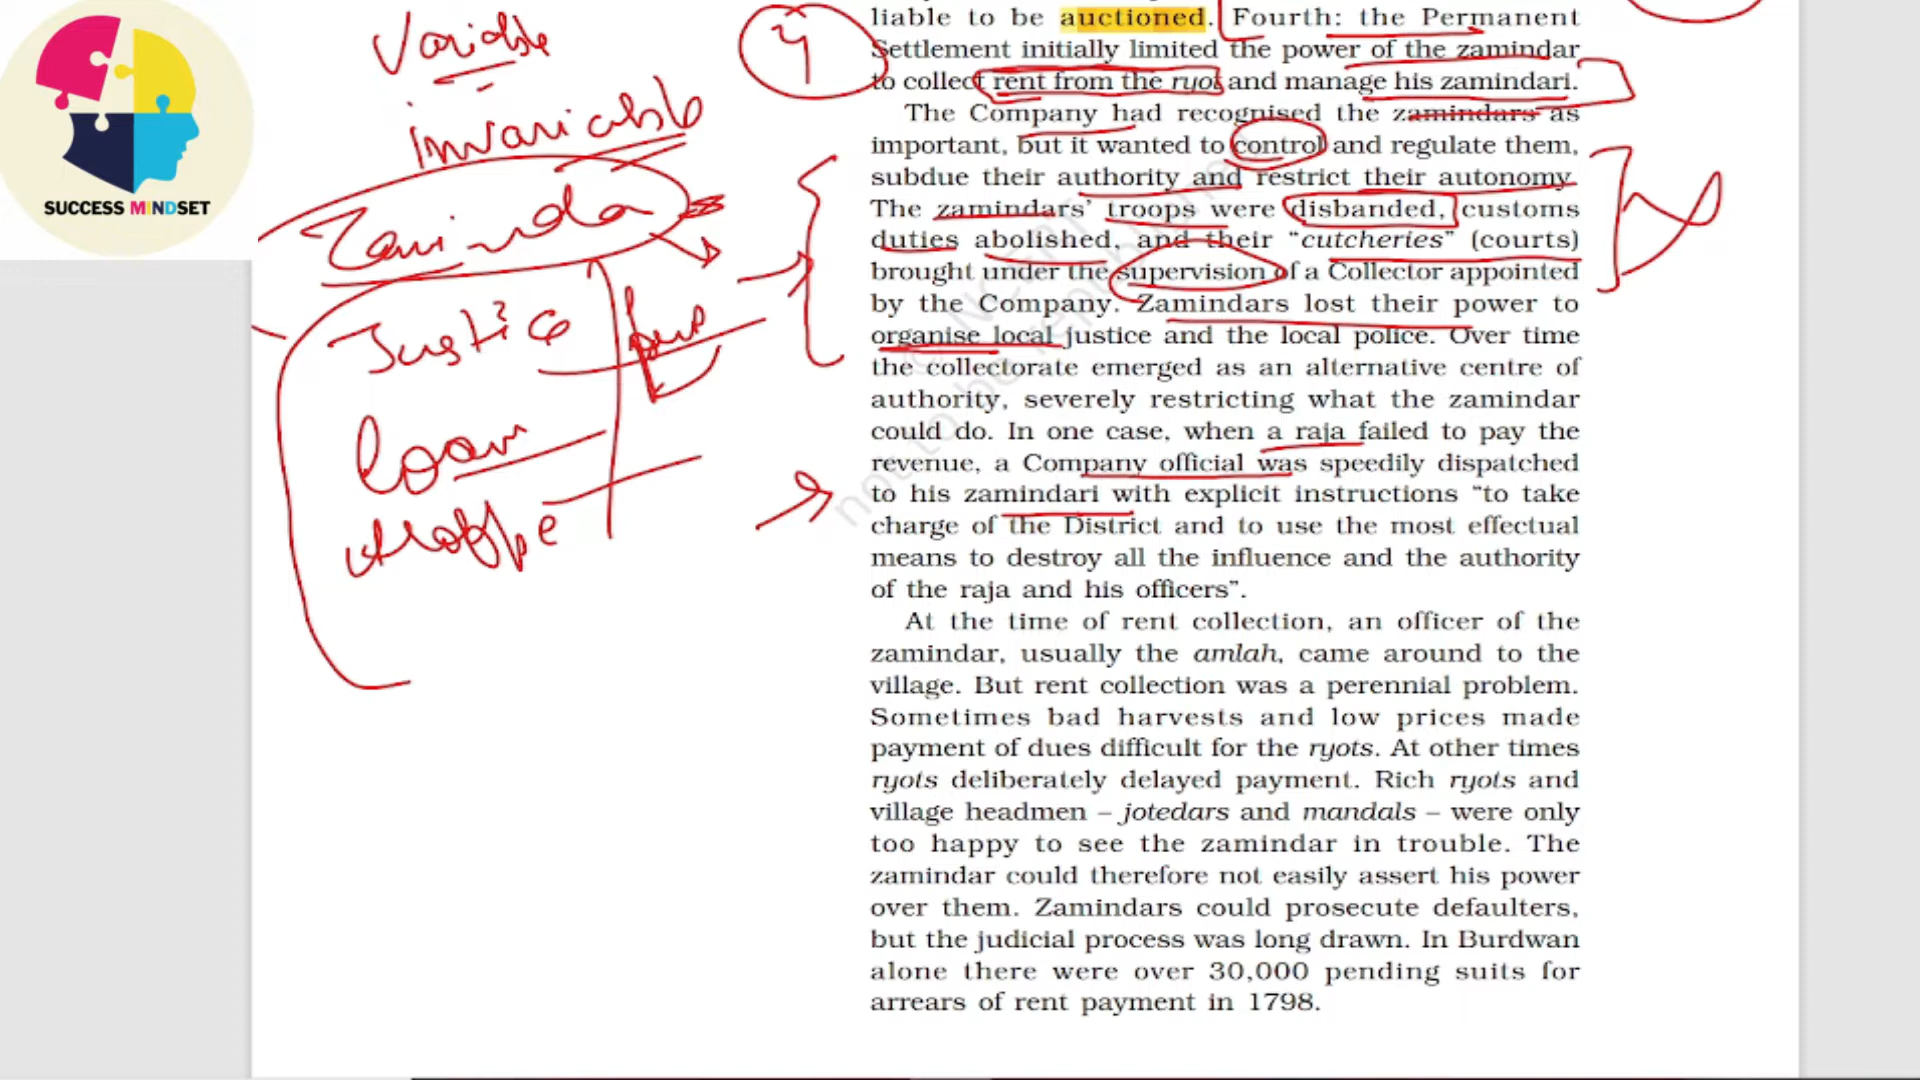 SUCCESS MINDSET
Variable
invariable
Zaminda
Justice
loan
liable to be auctioned. Fourth: the Permanent
Settlement initially limited the power of the zamindar
to collect rent from the ryot and manage his zamindari.
The Company had recognised the zamindars as
important, but it wanted to control and regulate them,
subdue their authority and restrict their autonomy.
The zamindars’ troops were disbanded, customs
duties abolished, and their “cutcheries” (courts)
brought under the supervision of a Collector appointed
by the Company. Zamindars lost their power to
organise local justice and the local police. Over time
the collectorate emerged as an alternative centre of
authority, severely restricting what the zamindar
could do. In one case, when a raja failed to pay the
revenue, a Company official was speedily dispatched
to his zamindari with explicit instructions “to take
charge of the District and to use the most effectual
means to destroy all the influence and the authority
of the raja and his officers”.
At the time of rent collection, an officer of the
zamindar, usually the amlah, came around to the
village. But rent collection was a perennial problem.
Sometimes bad harvests and low prices made
payment of dues difficult for the ryots. At other times
ryots deliberately delayed payment. Rich ryots and
village headmen – jotedars and mandals – were only
too happy to see the zamindar in trouble. The
zamindar could therefore not easily assert his power
over them. Zamindars could prosecute defaulters,
but the judicial process was long drawn. In Burdwan
alone there were over 30,000 pending suits for
arrears of rent payment in 1798.